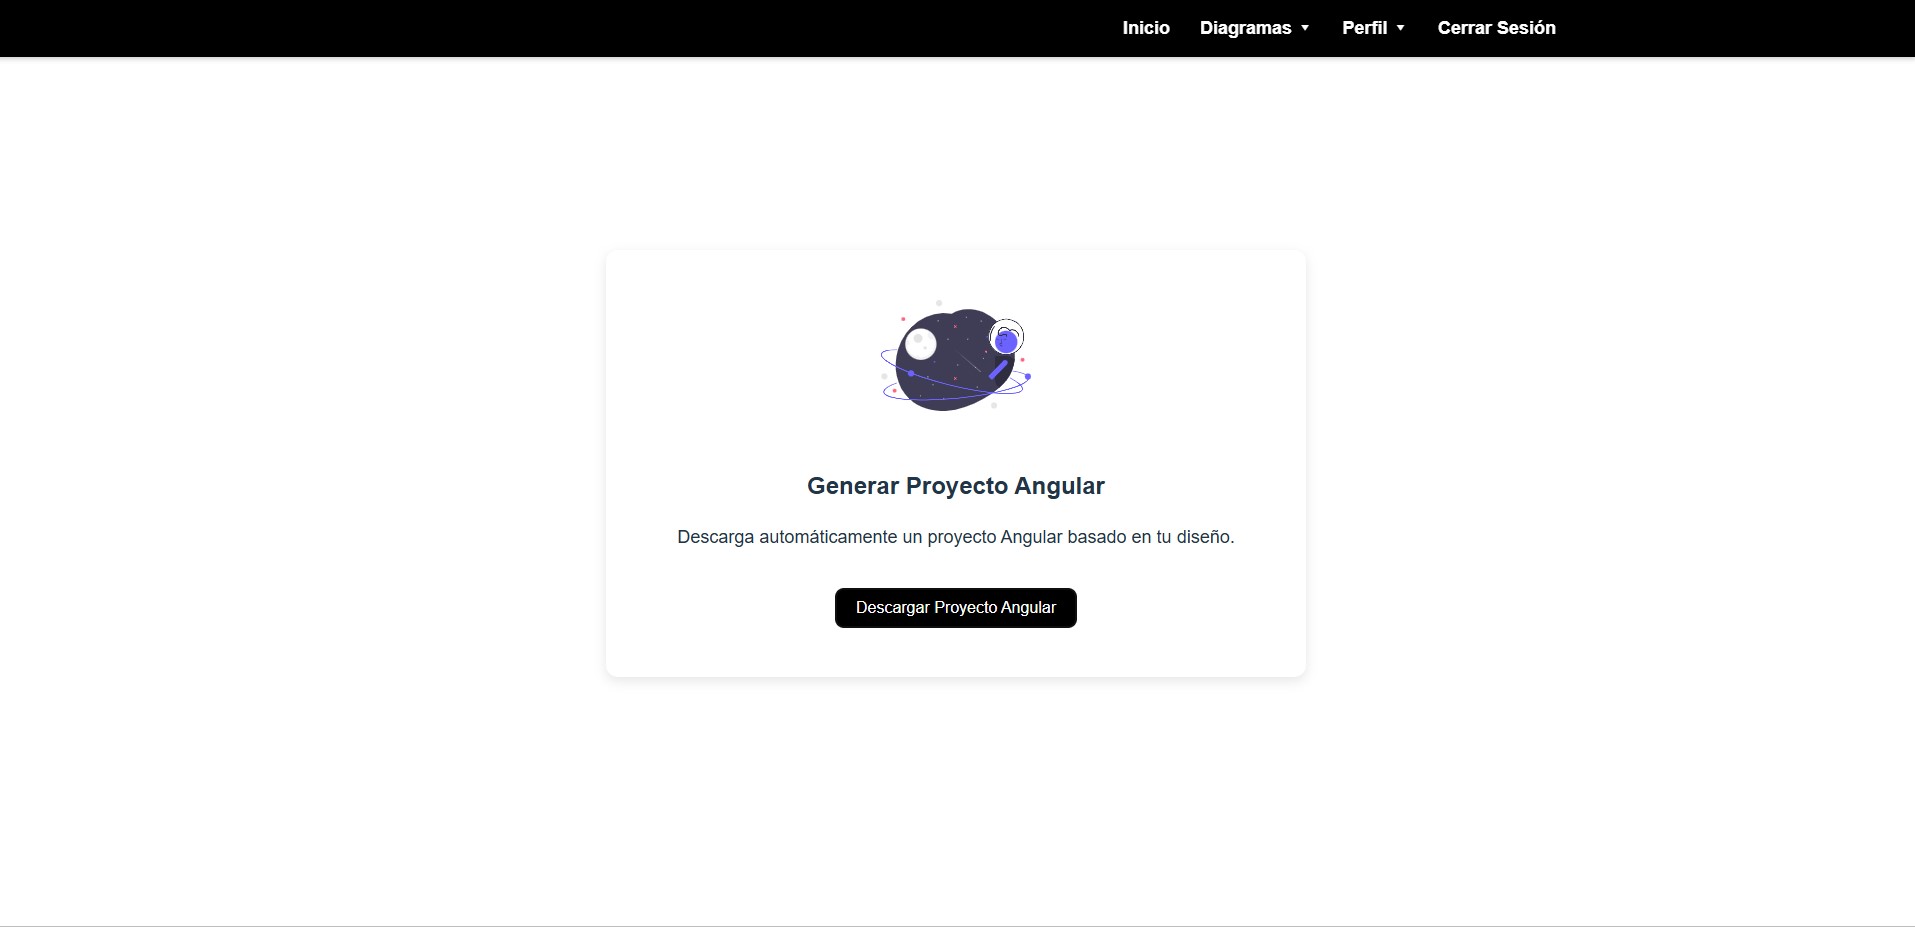 Inicio Diagramas Perfil Cerrar Sesión
Generar Proyecto Angular
Descarga automáticamente un proyecto Angular basado en tu diseño.
Descargar Proyecto Angular